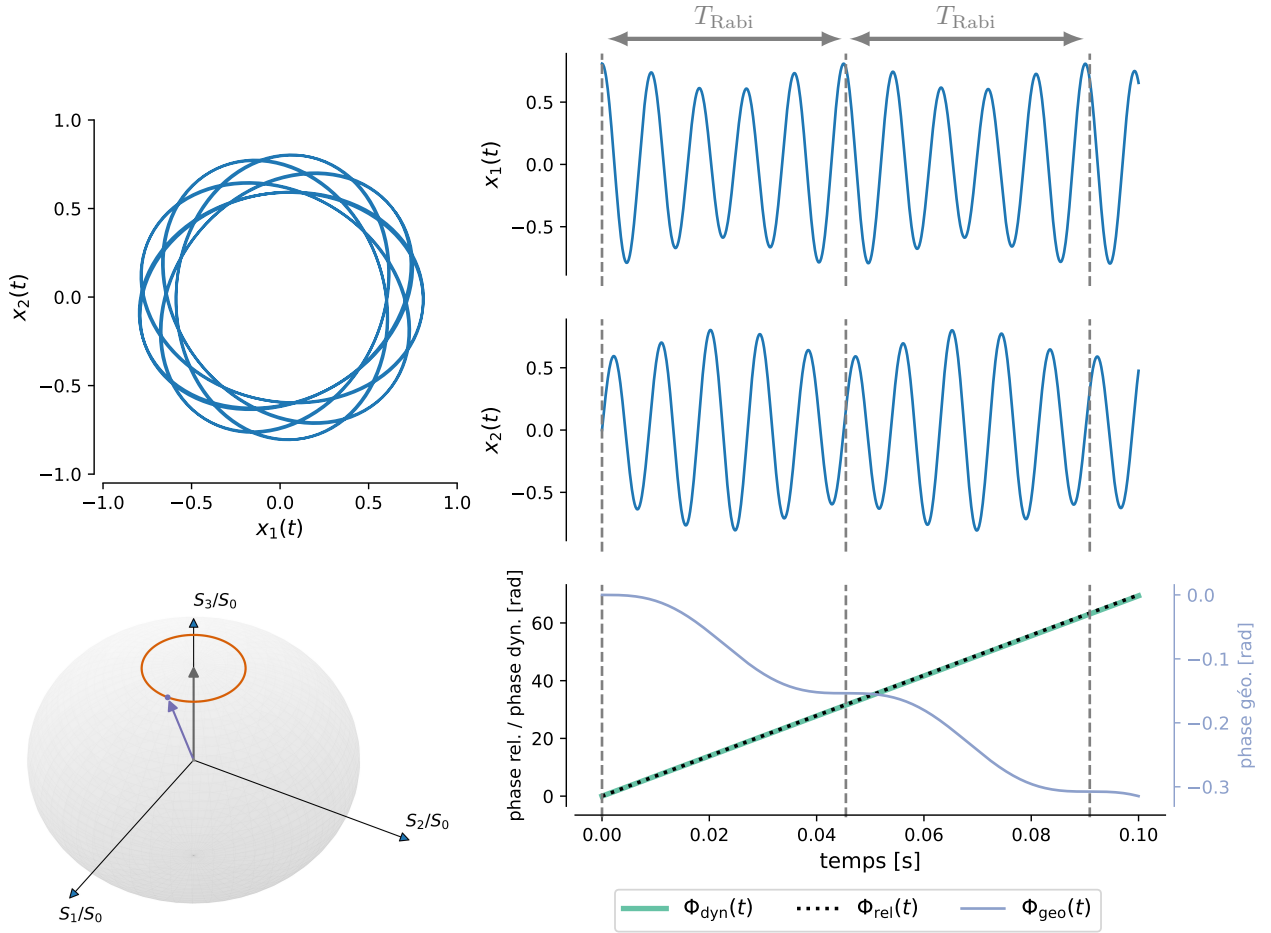 T_Rabi T_Rabi
1.0
0.5
0.0
−0.5
−1.0
x₂(t)
−1.0 −0.5 0.0 0.5 1.0
x₁(t)
0.5
0.0
−0.5
x₁(t)
0.5
0.0
−0.5
x₂(t)
S₃/S₀
S₂/S₀
S₁/S₀
phase rel. / phase dyn. [rad]
60
40
20
0
0.0
−0.1
−0.2
−0.3
phase géo. [rad]
0.00 0.02 0.04 0.06 0.08 0.10
temps [s]
Φ_dyn(t) Φ_rel(t) Φ_geo(t)